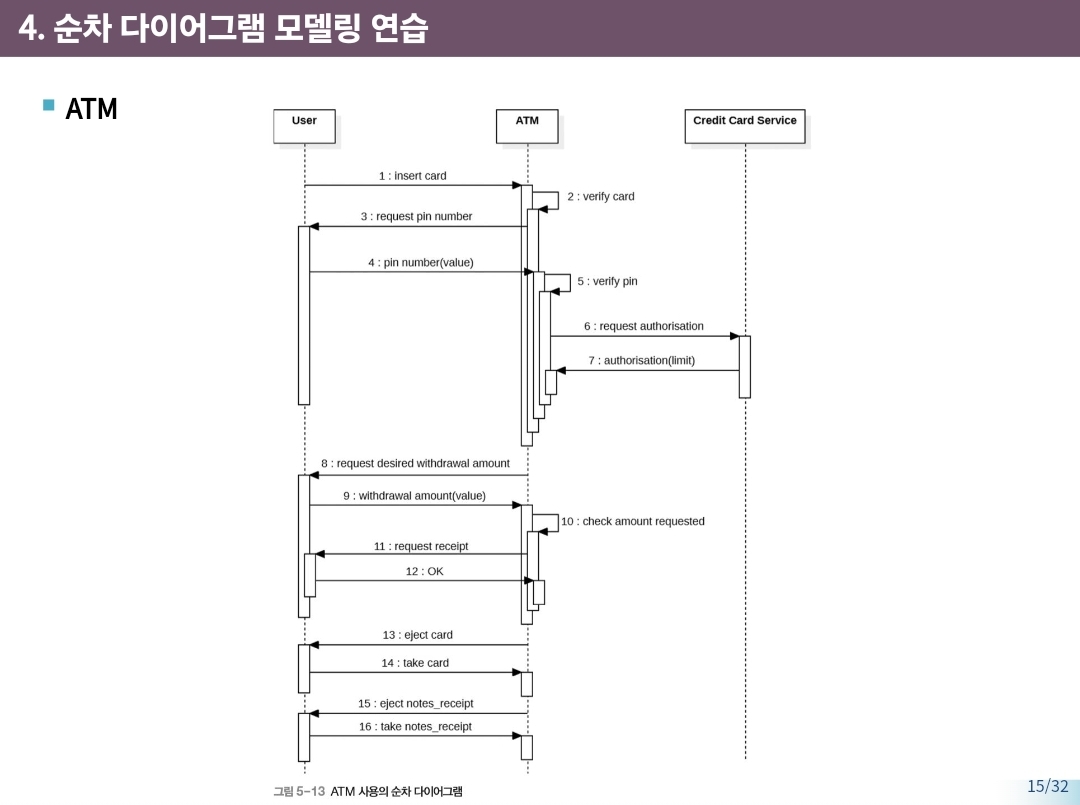 4. 순차 다이어그램 모델링 연습
ATM
User
ATM
Credit Card Service
1 : insert card
2 : verify card
3 : request pin number
4 : pin number(value)
5 : verify pin
6 : request authorisation
7 : authorisation(limit)
8 : request desired withdrawal amount
9 : withdrawal amount(value)
10 : check amount requested
11 : request receipt
12 : OK
13 : eject card
14 : take card
15 : eject notes_receipt
16 : take notes_receipt
그림 5-13 ATM 사용의 순차 다이어그램
15/32